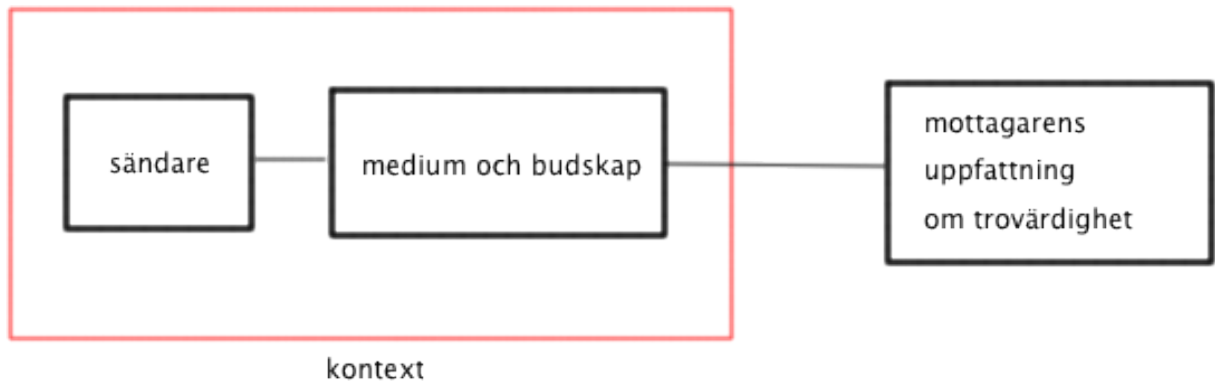 sändare
medium och budskap
mottagarens
uppfattning
om trovärdighet
kontext